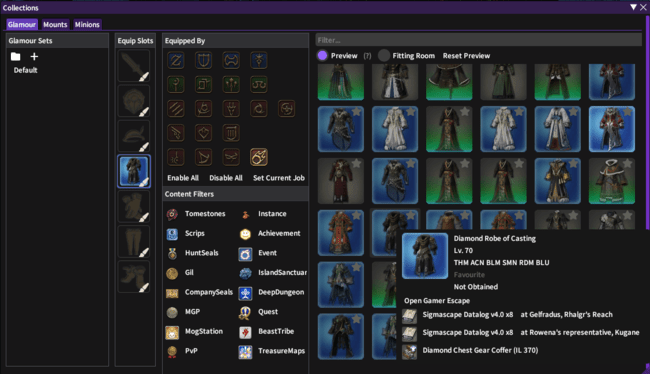 Collections
Glamour Mounts Minions
Glamour Sets
Default
Equip Slots
Equipped By
Enable All Disable All Set Current Job
Content Filters
Tomestones Instance
Scrips Achievement
HuntSeals Event
Gil IslandSanctuar
CompanySeals DeepDungeon
MGP Quest
MogStation BeastTribe
PvP TreasureMaps
Filter...
Preview (?) Fitting Room Reset Preview
Diamond Robe of Casting
Lv. 70
THM ACN BLM SMN RDM BLU
Favourite
Not Obtained
Open Gamer Escape
Sigmascape Datalog v4.0 x8 at Gelfradus, Rhalgr's Reach
Sigmascape Datalog v4.0 x8 at Rowena's representative, Kugane
Diamond Chest Gear Coffer (IL 370)